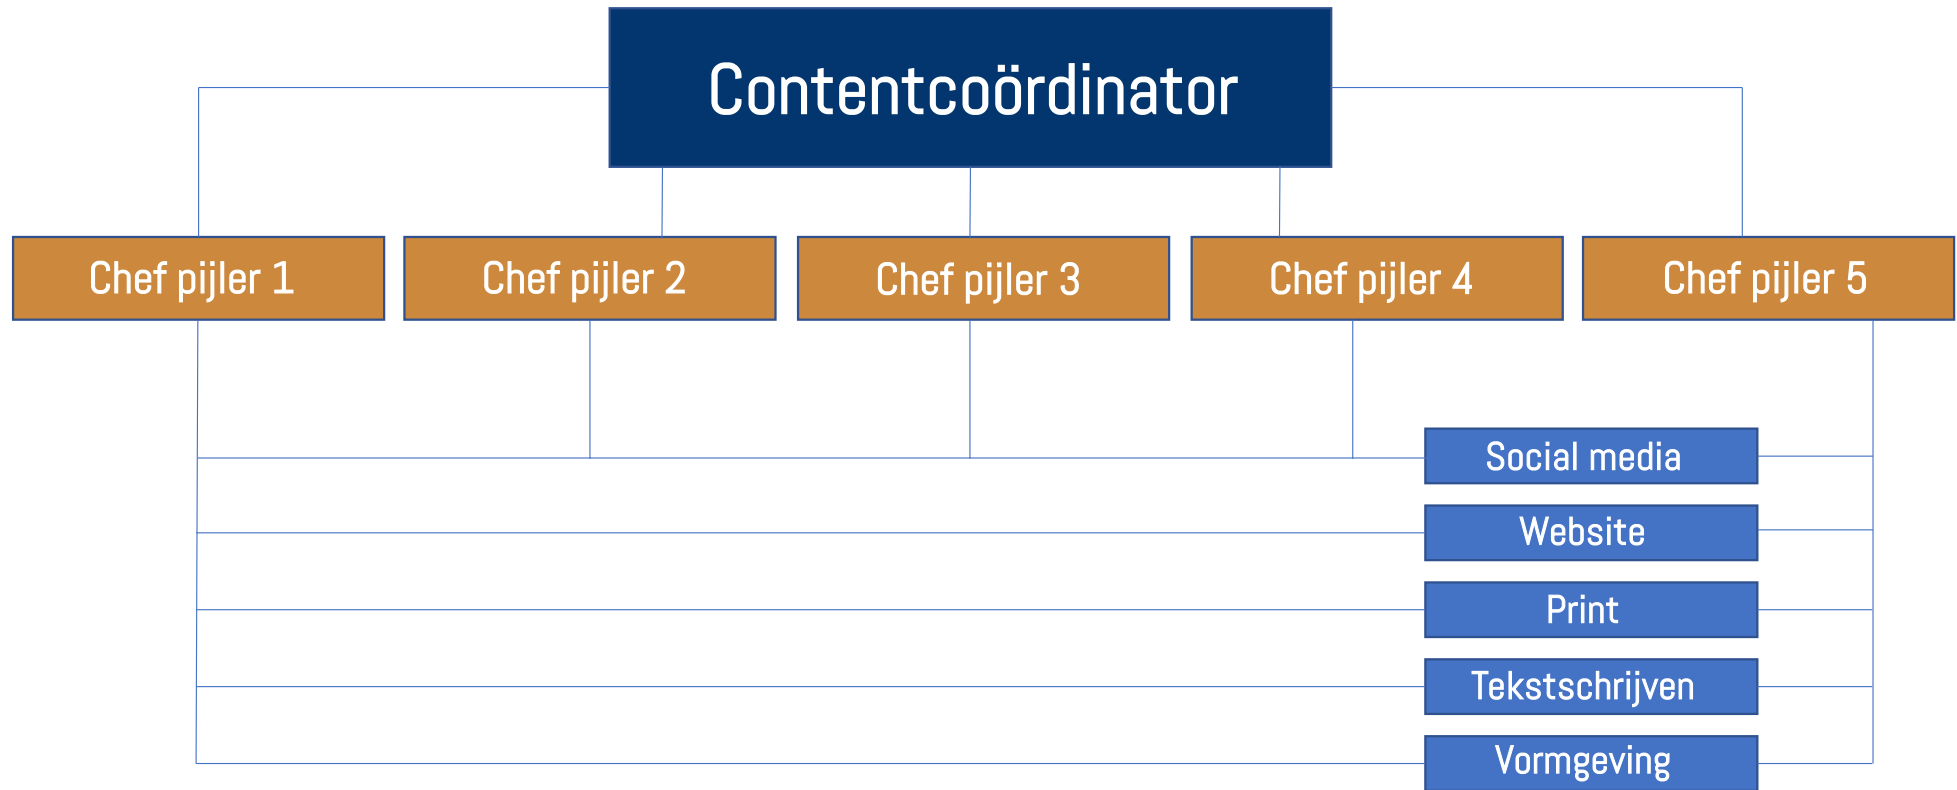 Contentcoördinator
Chef pijler 1
Chef pijler 2
Chef pijler 3
Chef pijler 4
Chef pijler 5
Social media
Website
Print
Tekstschrijven
Vormgeving